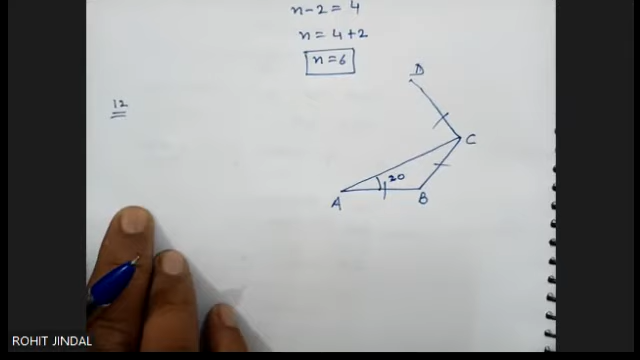 n-2 = 4
n = 4+2
n = 6
12
D
C
20
A
B
ROHIT JINDAL